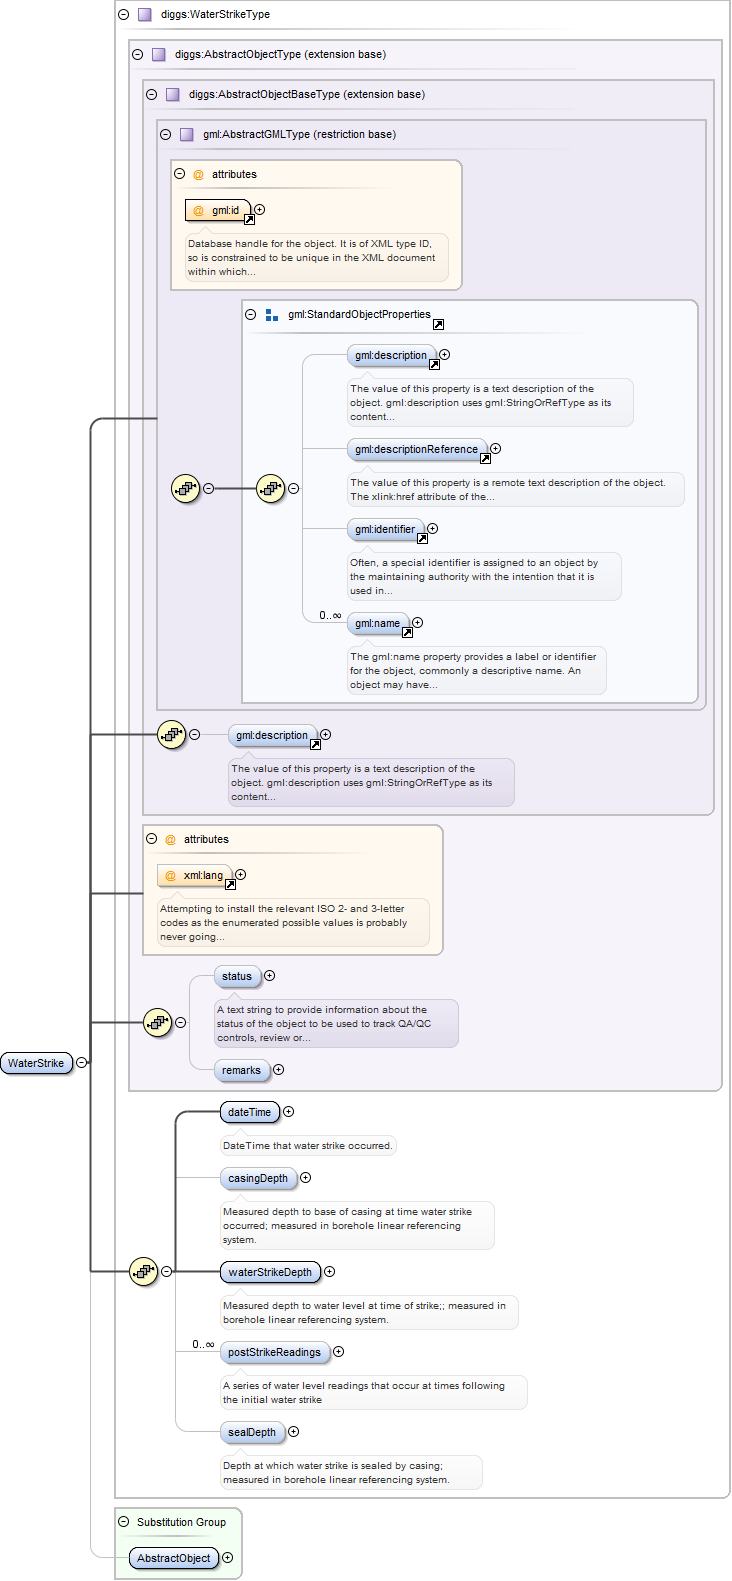 diggs:WaterStrikeType
diggs:AbstractObjectType (extension base)
diggs:AbstractObjectBaseType (extension base)
gml:AbstractGMLType (restriction base)
@ attributes
@ gml:id
Database handle for the object. It is of XML type ID,
so is constrained to be unique in the XML document
within which...
gml:StandardObjectProperties
gml:description
The value of this property is a text description of the
object. gml:description uses gml:StringOrRefType as its
content...
gml:descriptionReference
The value of this property is a remote text description of the object.
The xlink:href attribute of the...
gml:identifier
Often, a special identifier is assigned to an object by
the maintaining authority with the intention that it is
used in...
0..∞
gml:name
The gml:name property provides a label or identifier
for the object, commonly a descriptive name. An
object may have...
gml:description
The value of this property is a text description of the
object. gml:description uses gml:StringOrRefType as its
content...
@ attributes
@ xml:lang
Attempting to install the relevant ISO 2- and 3-letter
codes as the enumerated possible values is probably
never going...
status
A text string to provide information about the
status of the object to be used to track QA/QC
controls, review or...
WaterStrike
remarks
dateTime
DateTime that water strike occurred.
casingDepth
Measured depth to base of casing at time water strike
occurred; measured in borehole linear referencing
system.
waterStrikeDepth
Measured depth to water level at time of strike;; measured in
borehole linear referencing system.
0..∞
postStrikeReadings
A series of water level readings that occur at times following
the initial water strike
sealDepth
Depth at which water strike is sealed by casing;
measured in borehole linear referencing system.
Substitution Group
AbstractObject